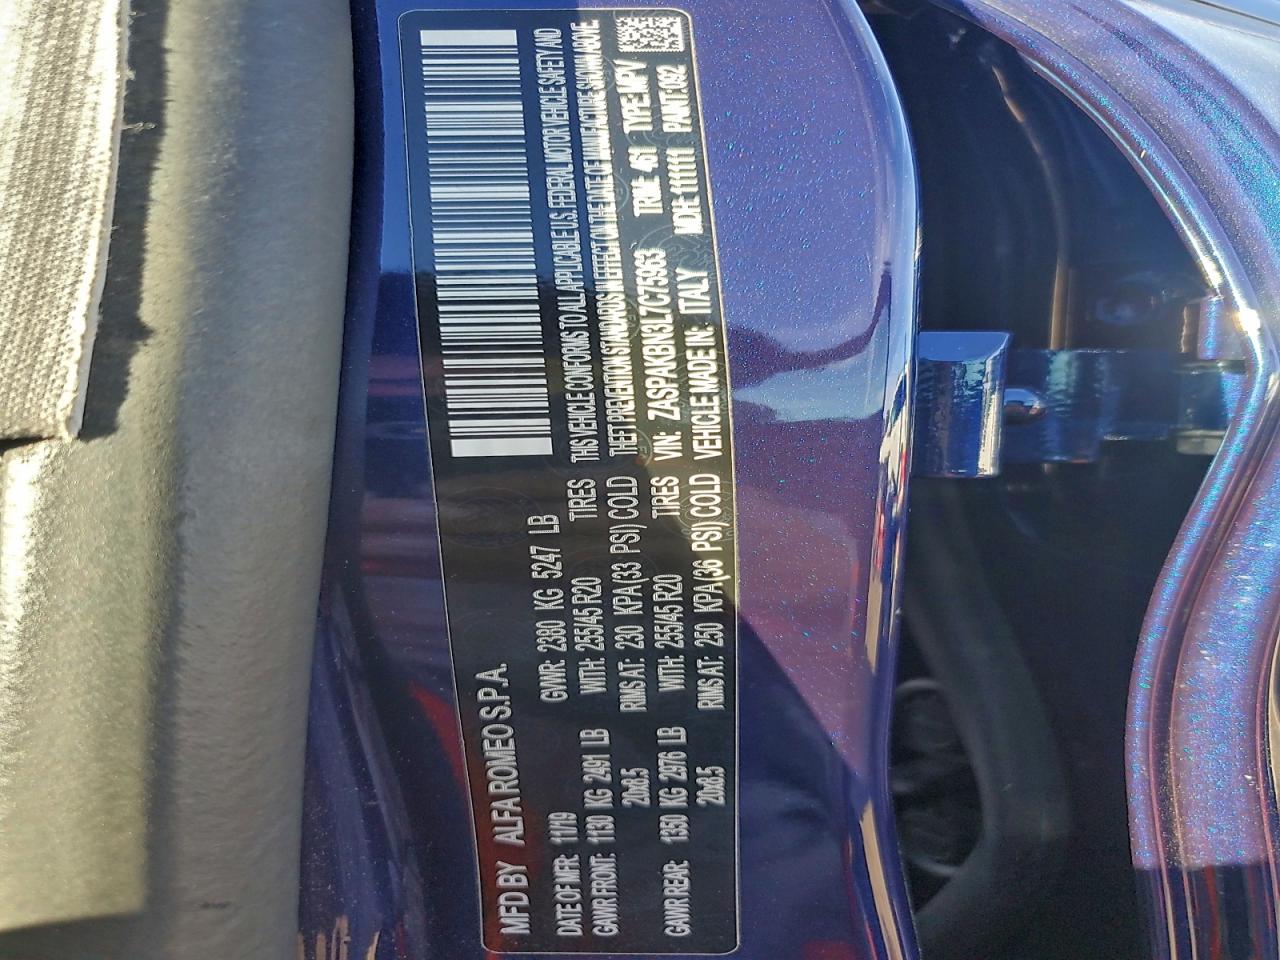 MFD BY ALFA ROMEO S.P.A.
DATE OF MFR: 11/19 GVWR: 2380 KG 5247 LB
GAWR FRONT: 1130 KG 2491 LB WITH: 255/45 R20 TIRES
20x8.5 RIMS AT: 230 KPA(33 PSI) COLD
GAWR REAR: 1350 KG 2976 LB WITH: 255/45 R20 TIRES
20x8.5 RIMS AT: 250 KPA(36 PSI) COLD
THIS VEHICLE CONFORMS TO ALL APPLICABLE U.S. FEDERAL MOTOR VEHICLE SAFETY AND
THEFT PREVENTION STANDARDS IN EFFECT ON THE DATE OF MANUFACTURE SHOWN ABOVE
VIN: ZASPAKBN3L7C75963 TRIM: 461 TYPE:MPV
VEHICLE MADE IN: ITALY MDH: 111111 PAINT:092